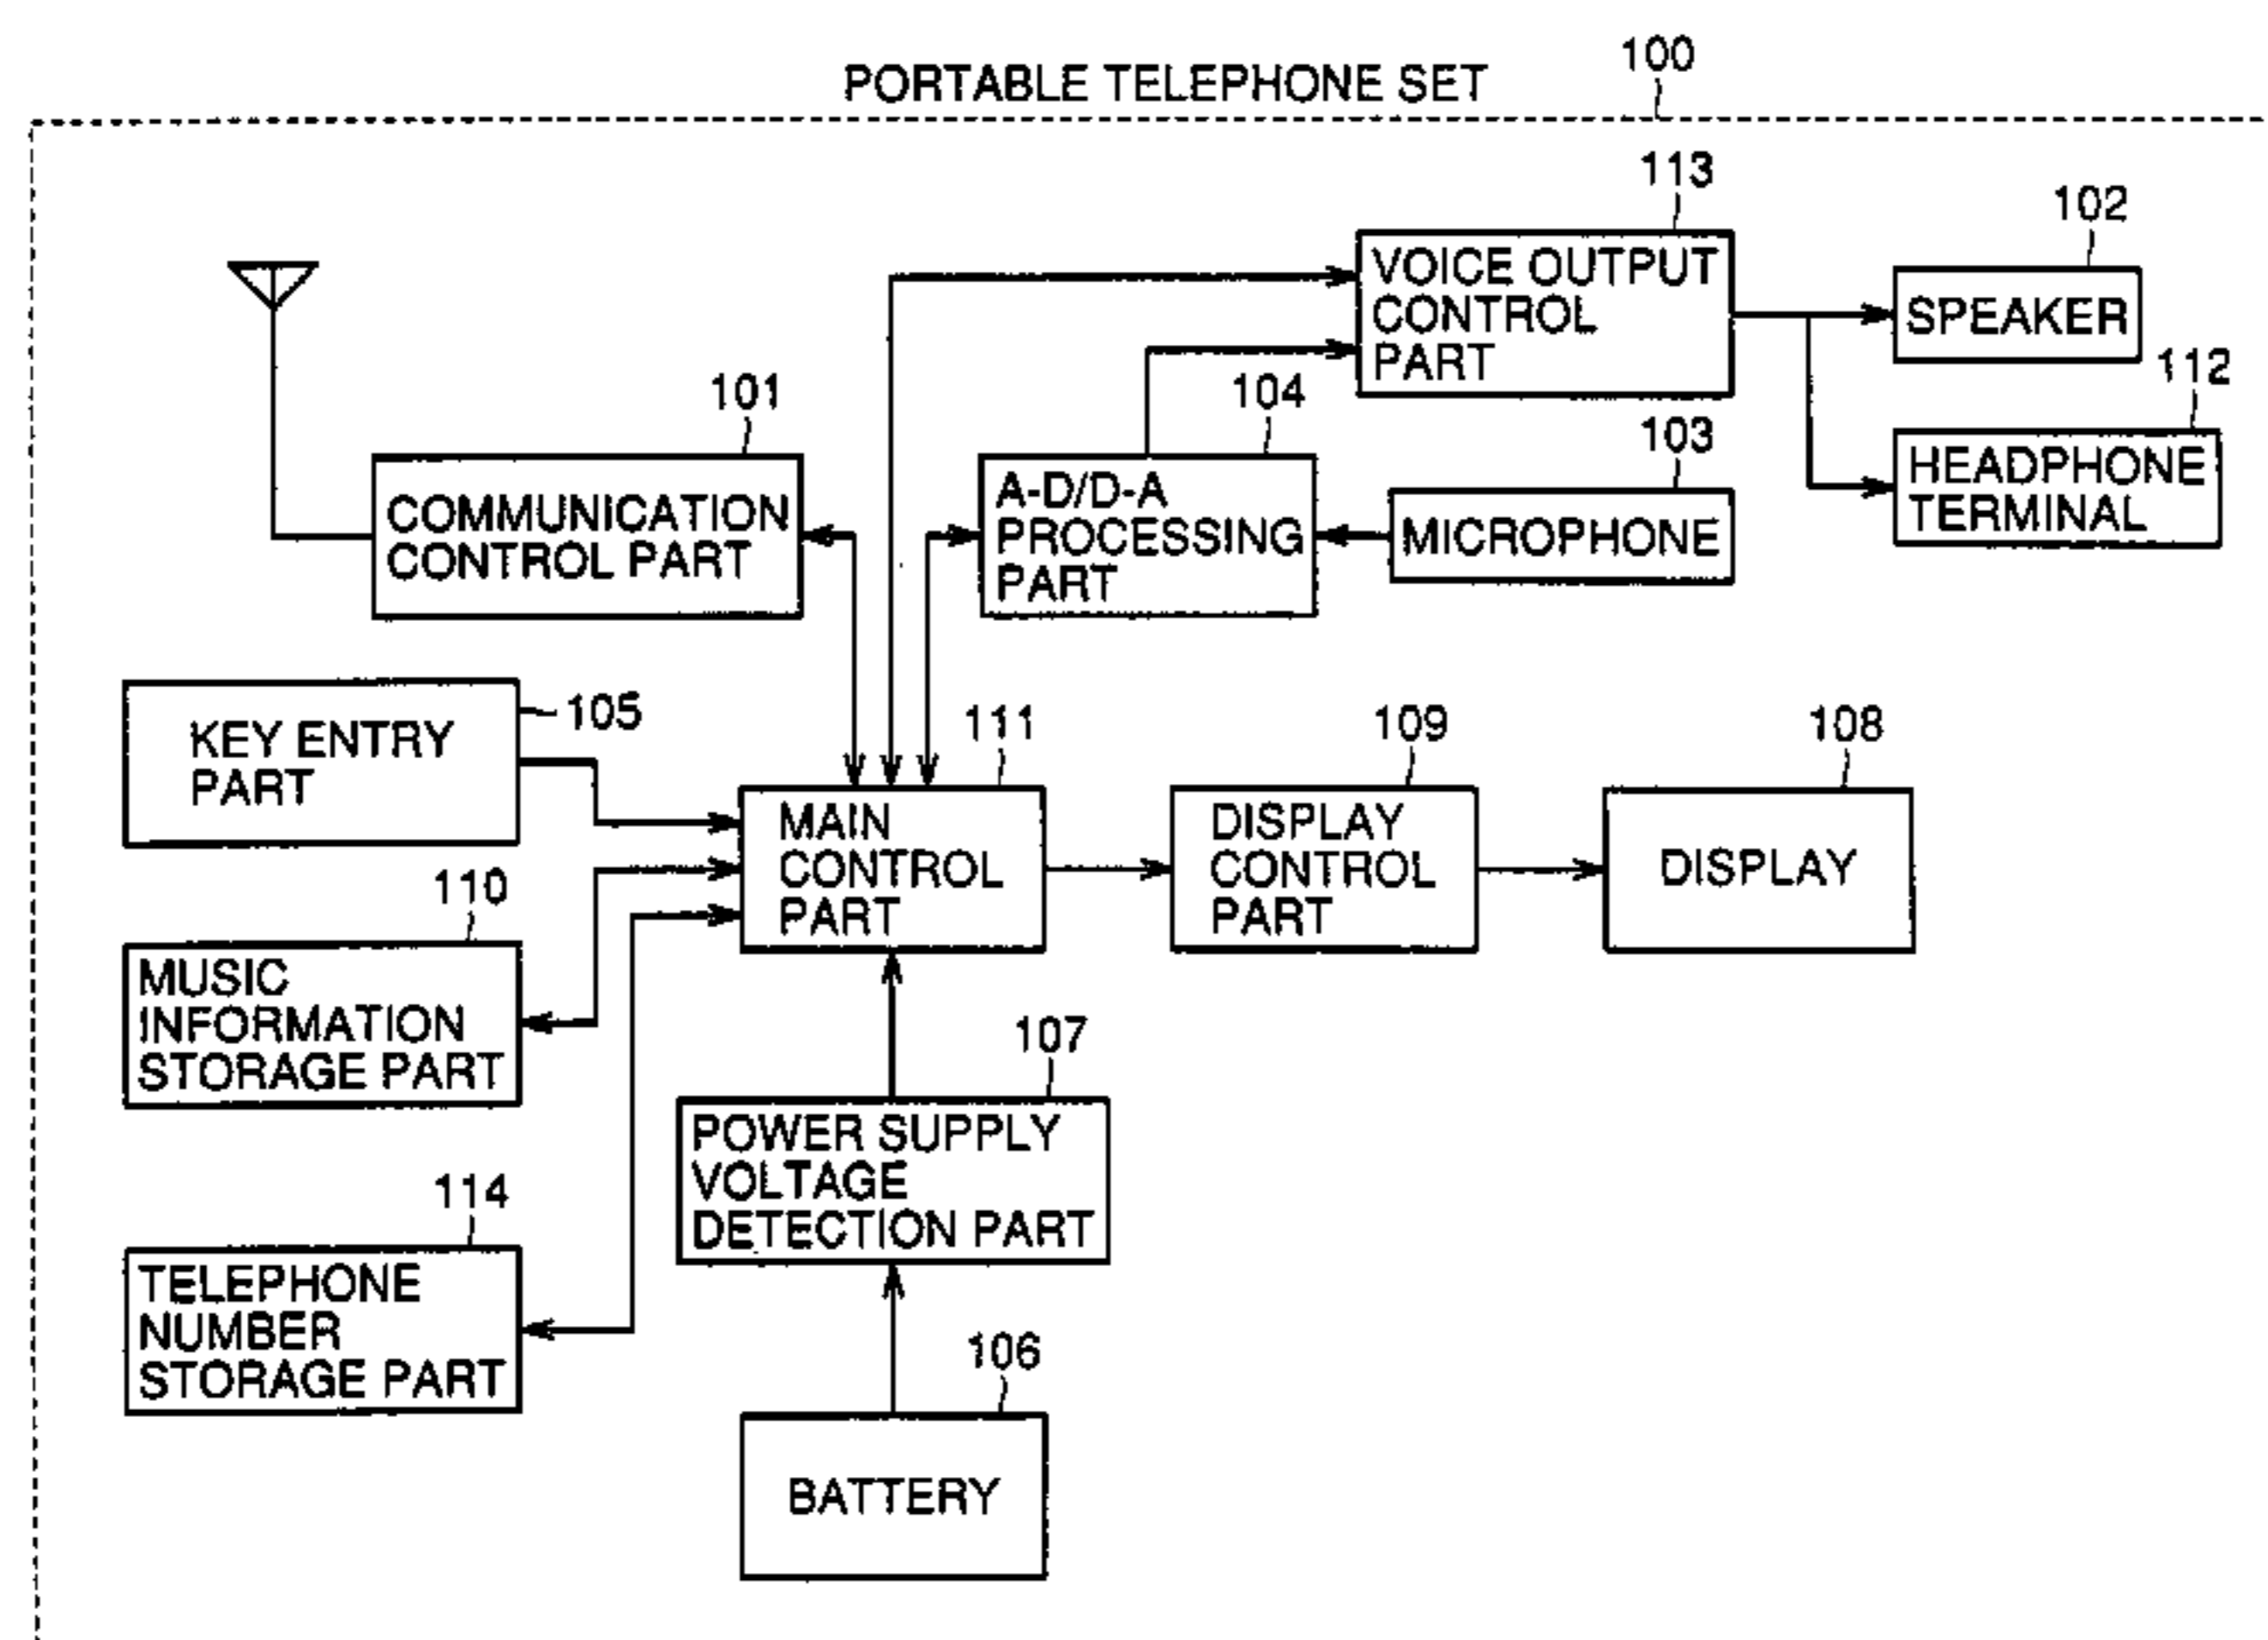 100
PORTABLE TELEPHONE SET
113
VOICE OUTPUT
CONTROL
PART
102
SPEAKER
112
HEADPHONE
TERMINAL
101
COMMUNICATION
CONTROL PART
104
A-D/D-A
PROCESSING
PART
103
MICROPHONE
105
KEY ENTRY
PART
111
MAIN
CONTROL
PART
109
DISPLAY
CONTROL
PART
108
DISPLAY
110
MUSIC
INFORMATION
STORAGE PART
107
POWER SUPPLY
VOLTAGE
DETECTION PART
114
TELEPHONE
NUMBER
STORAGE PART
106
BATTERY